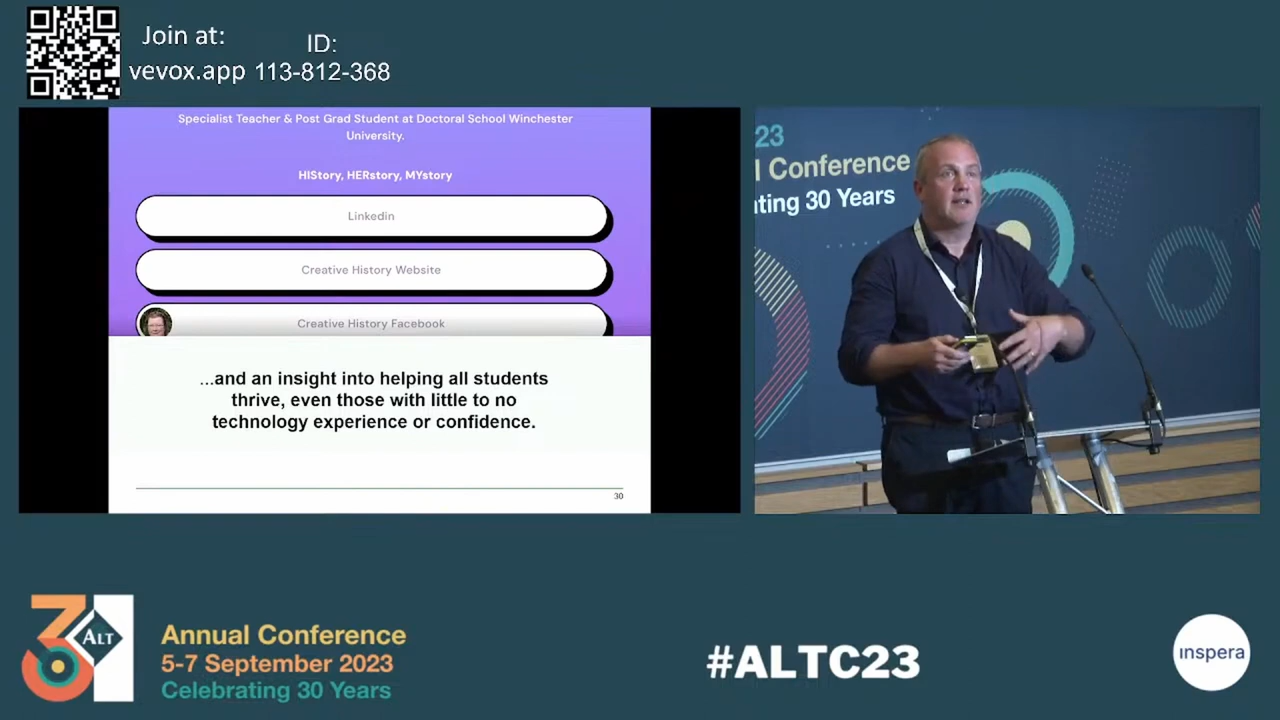 Join at:
vevox.app
ID:
113-812-368
Specialist Teacher & Post Grad Student at Doctoral School Winchester
University.
HIStory, HERstory, MYstory
Linkedin
Creative History Website
Creative History Facebook
...and an insight into helping all students
thrive, even those with little to no
technology experience or confidence.
30
23
l Conference
ting 30 Years
ALT
Annual Conference
5-7 September 2023
Celebrating 30 Years
#ALTC23
inspera